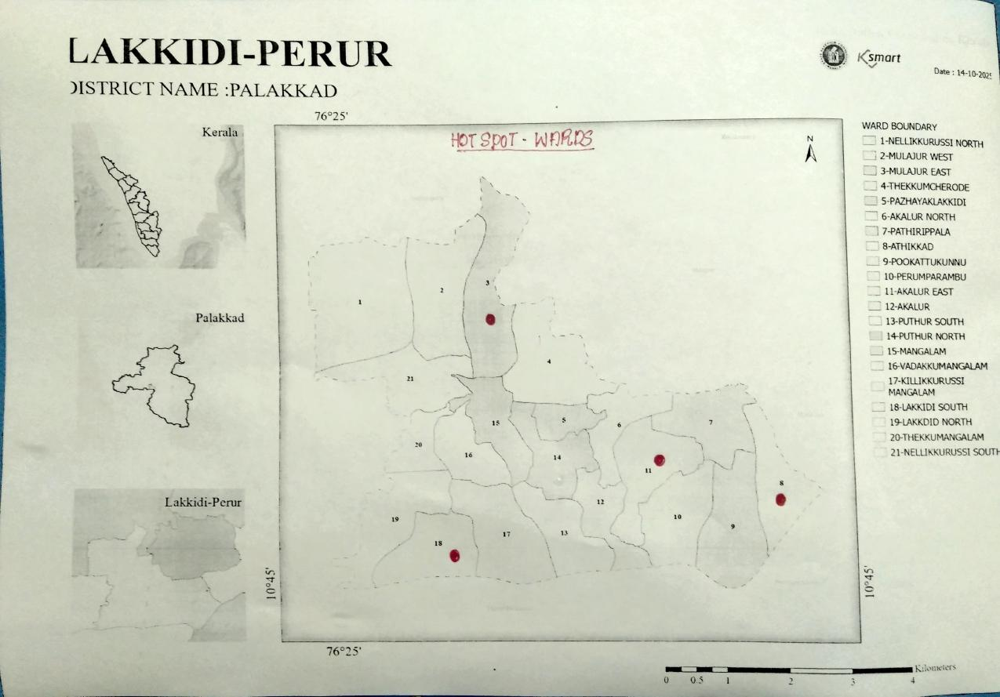 LAKKIDI-PERUR
DISTRICT NAME :PALAKKAD
Ksmart
Date : 14-10-2025
Kerala
Palakkad
Lakkidi-Perur
76°25'
HOT SPOT - WARDS
N
1
2
3
4
21
15
5
6
7
20
16
14
11
8
12
19
18
17
13
10
9
10°45'
10°45'
76°25'
WARD BOUNDARY
1-NELLIKKURUSSI NORTH
2-MULAJUR WEST
3-MULAJUR EAST
4-THEKKUMCHERODE
5-PAZHAYAKLAKKIDI
6-AKALUR NORTH
7-PATHIRIPPALA
8-ATHIKKAD
9-POOKATTUKUNNU
10-PERUMPARAMBU
11-AKALUR EAST
12-AKALUR
13-PUTHUR SOUTH
14-PUTHUR NORTH
15-MANGALAM
16-VADAKKUMANGALAM
17-KILLIKKURUSSI
MANGALAM
18-LAKKIDI SOUTH
19-LAKKDID NORTH
20-THEKKUMANGALAM
21-NELLIKKURUSSI SOUTH
Kilometers
0 0.5 1 2 3 4